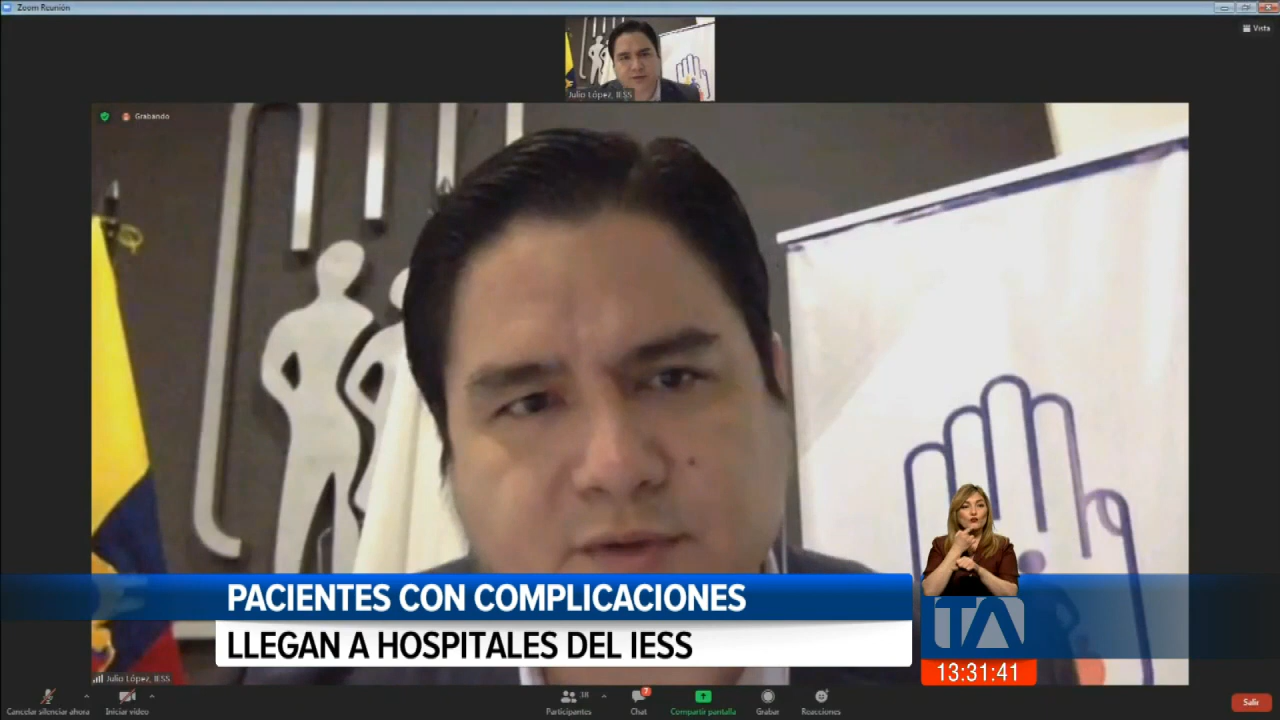 Zoom Reunión
Vista
Julio López, IESS
Grabando
PACIENTES CON COMPLICACIONES
LLEGAN A HOSPITALES DEL IESS
TA
13:31:41
Julio López, IESS
Cancelar silenciar ahora
Iniciar video
Participantes
38
Chat
7
Compartir pantalla
Grabar
Reacciones
Salir